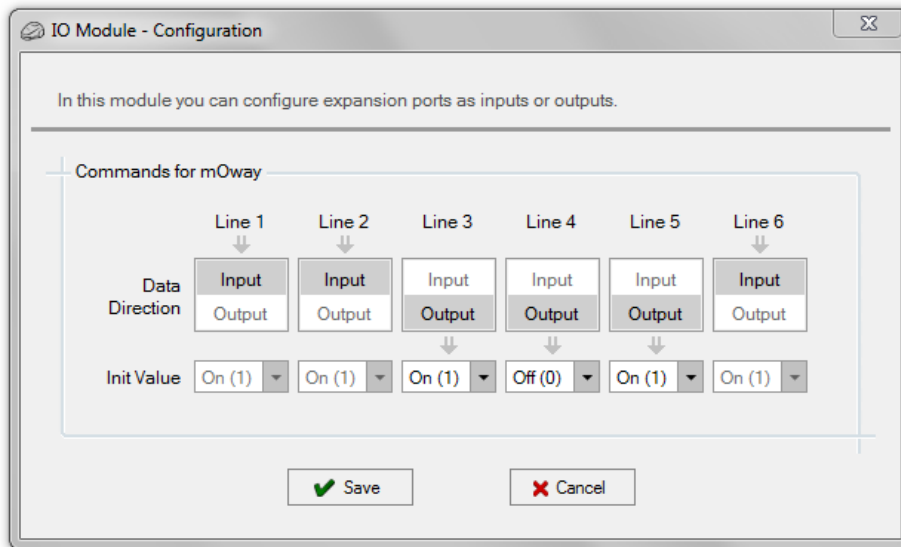 IO Module - Configuration
In this module you can configure expansion ports as inputs or outputs.
Commands for mOway
Line 1 Line 2 Line 3 Line 4 Line 5 Line 6
Data Direction
Input Input Input Input Input Input
Output Output Output Output Output Output
Init Value On (1) On (1) On (1) Off (0) On (1) On (1)
Save Cancel